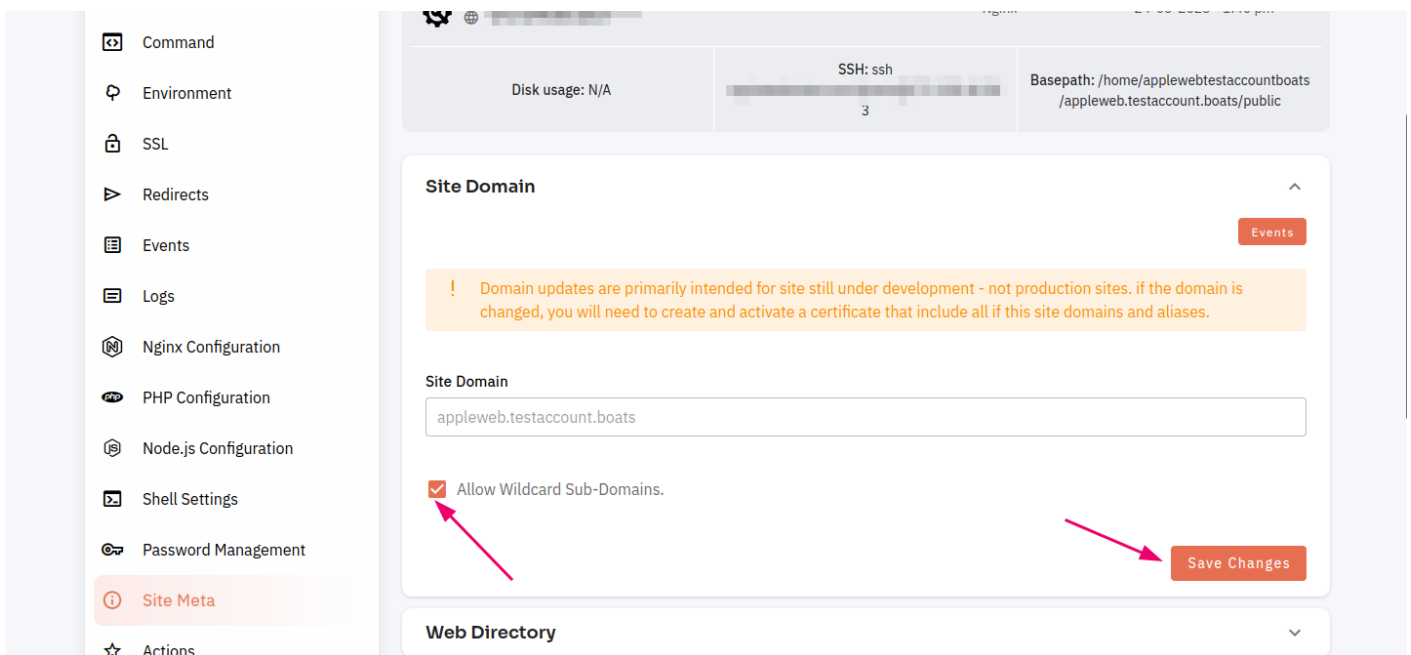 Command
Environment
SSL
Redirects
Events
Logs
Nginx Configuration
PHP Configuration
Node.js Configuration
Shell Settings
Password Management
Site Meta
Actions
Disk usage: N/A
SSH: ssh
3
Basepath: /home/applewebtestaccountboats
/appleweb.testaccount.boats/public
Site Domain
Events
! Domain updates are primarily intended for site still under development - not production sites. if the domain is
changed, you will need to create and activate a certificate that include all if this site domains and aliases.
Site Domain
appleweb.testaccount.boats
Allow Wildcard Sub-Domains.
Save Changes
Web Directory